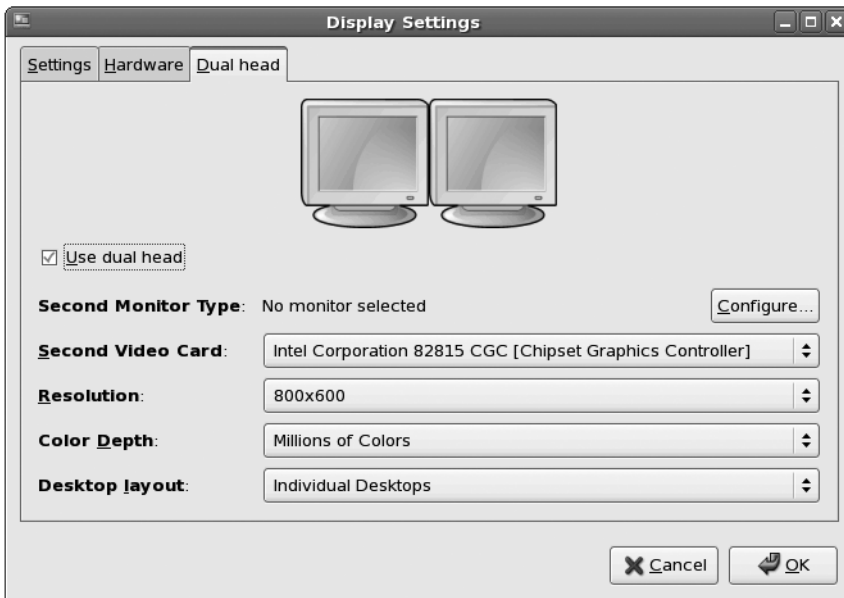 Display Settings
Settings Hardware Dual head
Use dual head
Second Monitor Type: No monitor selected Configure...
Second Video Card: Intel Corporation 82815 CGC [Chipset Graphics Controller]
Resolution: 800x600
Color Depth: Millions of Colors
Desktop layout: Individual Desktops
Cancel OK